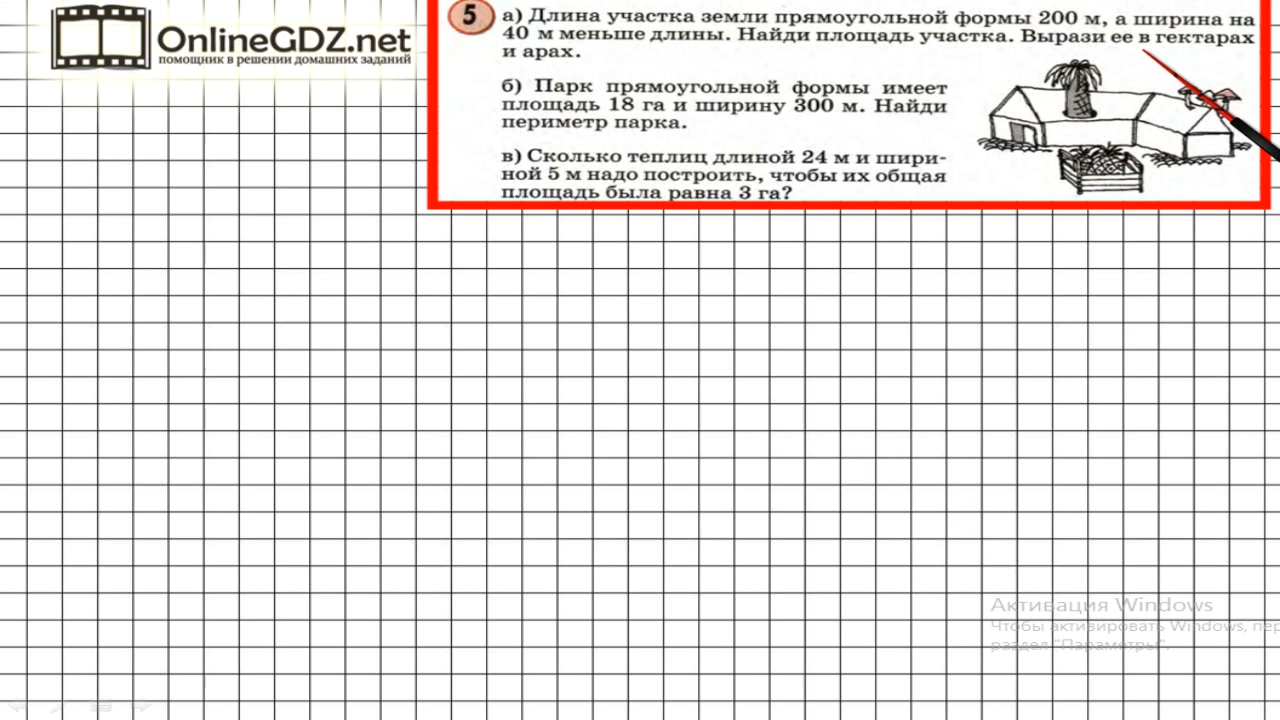 OnlineGDZ.net
помощник в решении домашних заданий
5
а) Длина участка земли прямоугольной формы 200 м, а ширина на
40 м меньше длины. Найди площадь участка. Вырази ее в гектарах
и арах.
б) Парк прямоугольной формы имеет
площадь 18 га и ширину 300 м. Найди
периметр парка.
в) Сколько теплиц длиной 24 м и шири-
ной 5 м надо построить, чтобы их общая
площадь была равна 3 га?
Активация Windows
Чтобы активировать Windows, пер
раздел "Параметры".